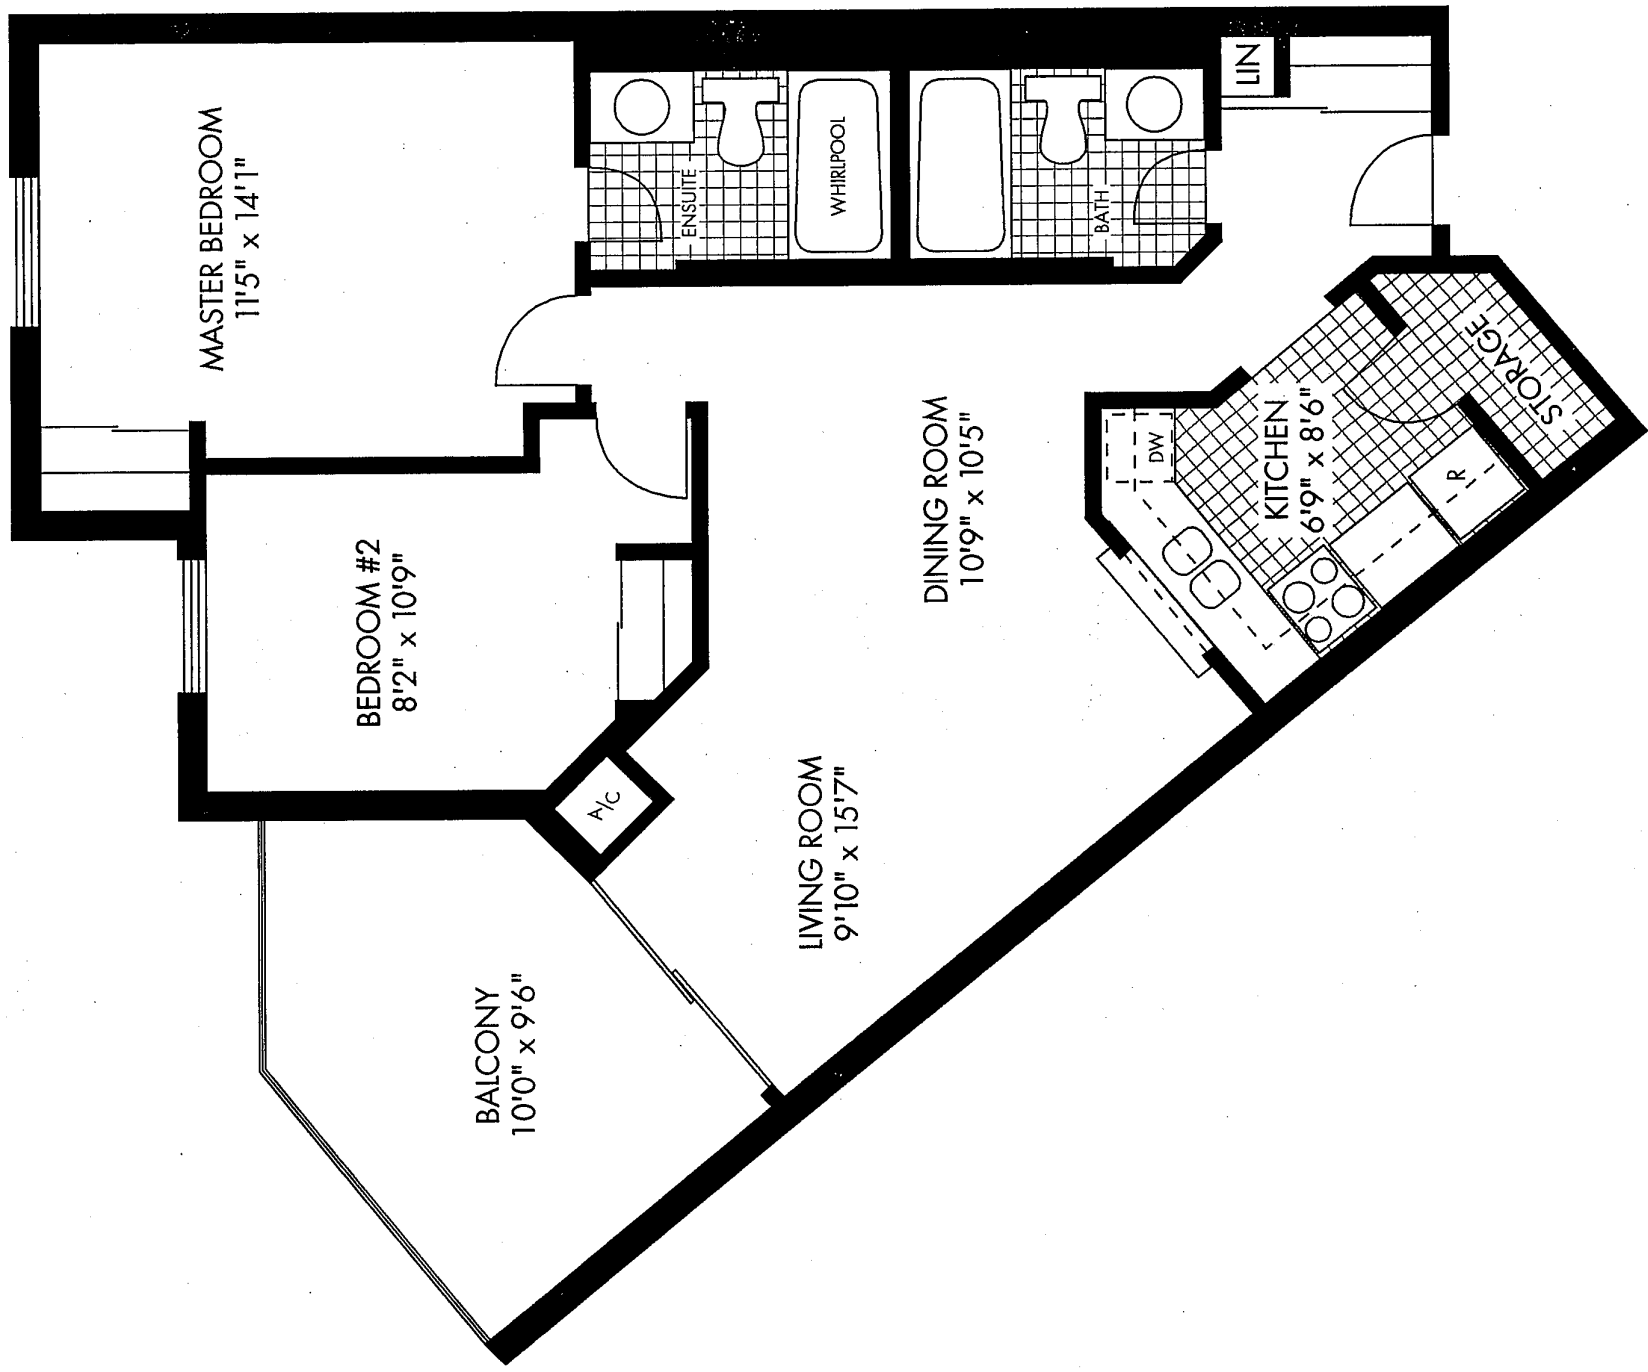 MASTER BEDROOM
11'5" x 14'1"
ENSUITE
WHIRLPOOL
BATH
LIN
BEDROOM #2
8'2" x 10'9"
DINING ROOM
10'9" x 10'5"
DW
KITCHEN
6'9" x 8'6"
R
STORAGE
A/C
LIVING ROOM
9'10" x 15'7"
BALCONY
10'0" x 9'6"